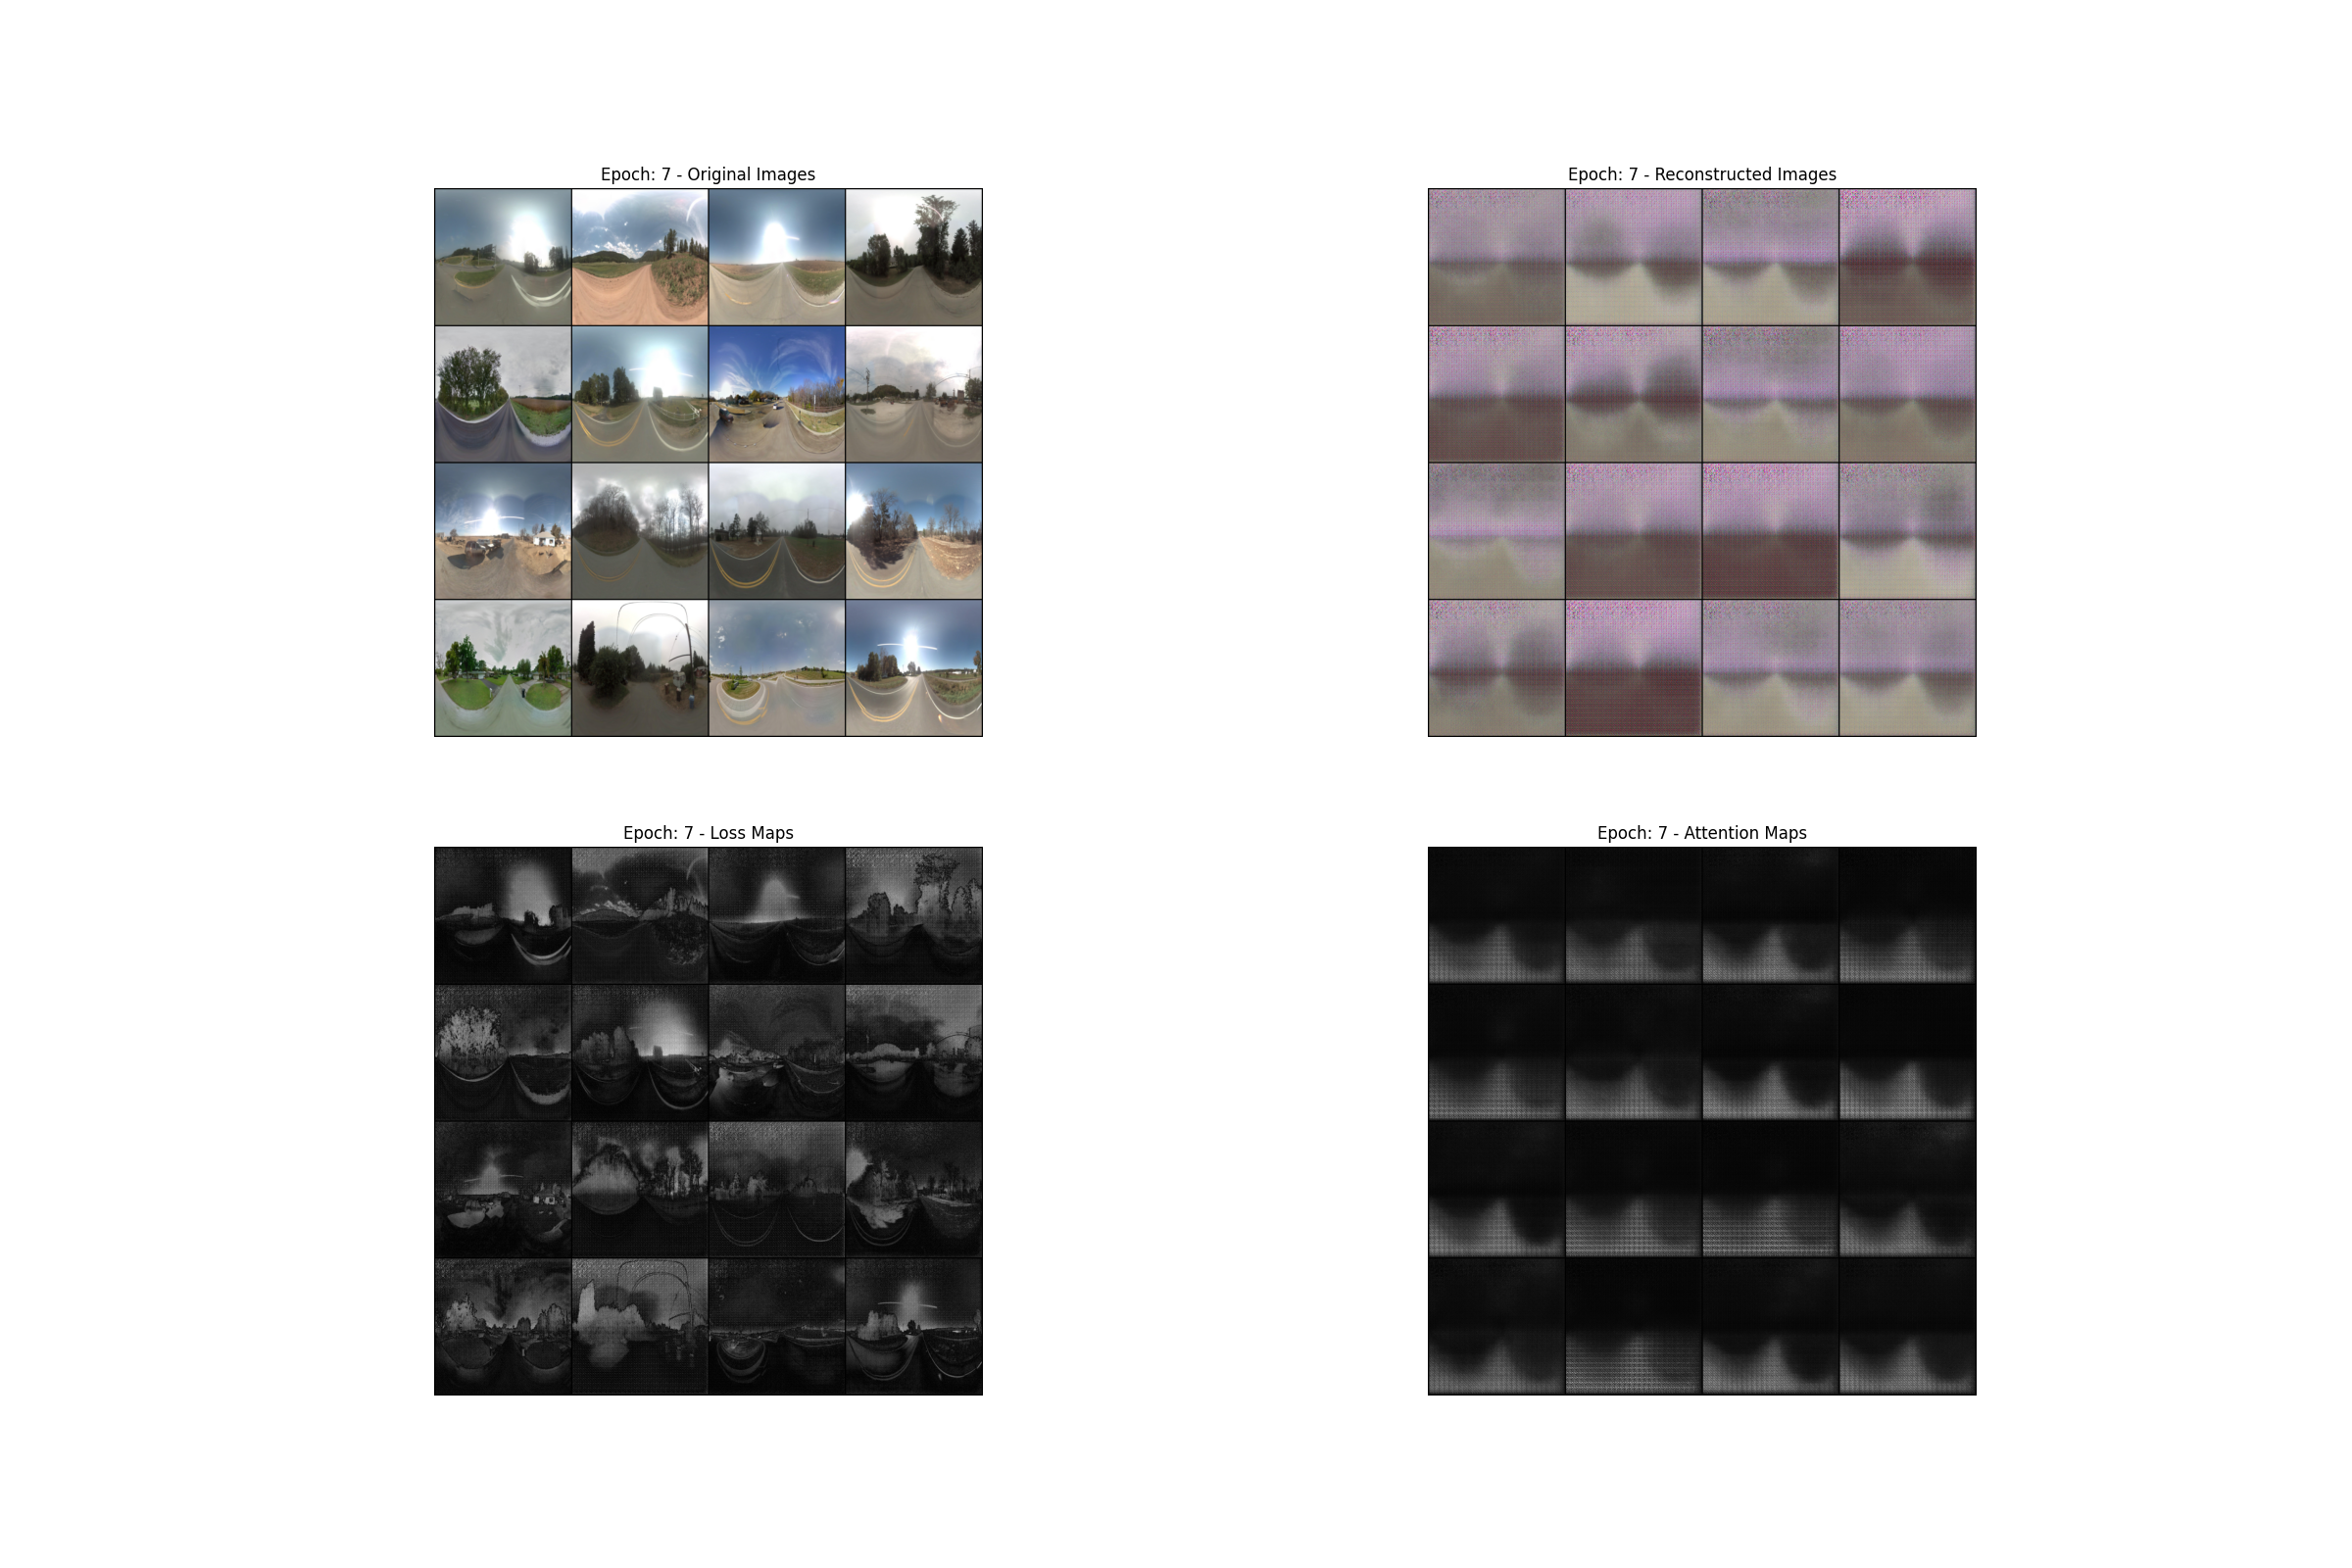 Epoch: 7 - Original Images
Epoch: 7 - Reconstructed Images
Epoch: 7 - Loss Maps
Epoch: 7 - Attention Maps